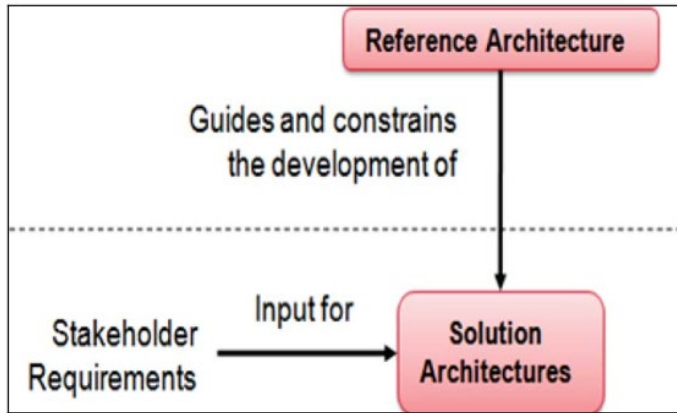 Reference Architecture
Guides and constrains
the development of
Input for
Stakeholder
Requirements
Solution
Architectures